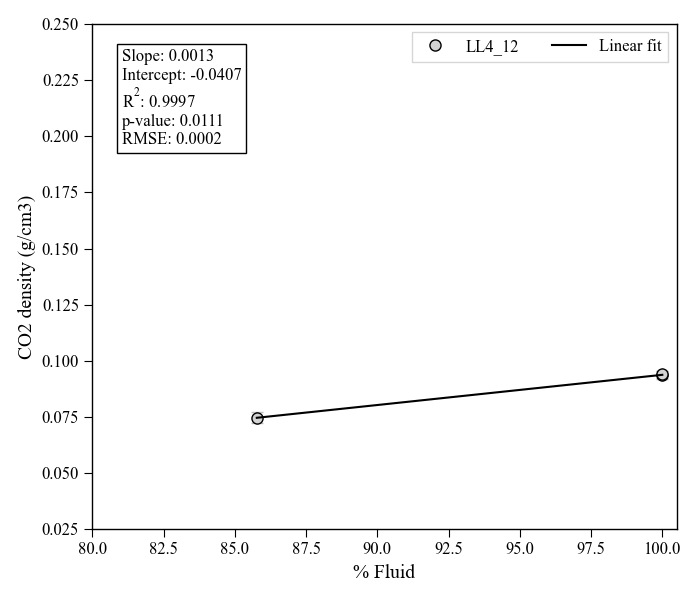 0.250
0.225
0.200
0.175
0.150
0.125
0.100
0.075
0.050
0.025
CO2 density (g/cm3)
Slope: 0.0013
Intercept: -0.0407
R²: 0.9997
p-value: 0.0111
RMSE: 0.0002
LL4_12
Linear fit
80.0 82.5 85.0 87.5 90.0 92.5 95.0 97.5 100.0
% Fluid